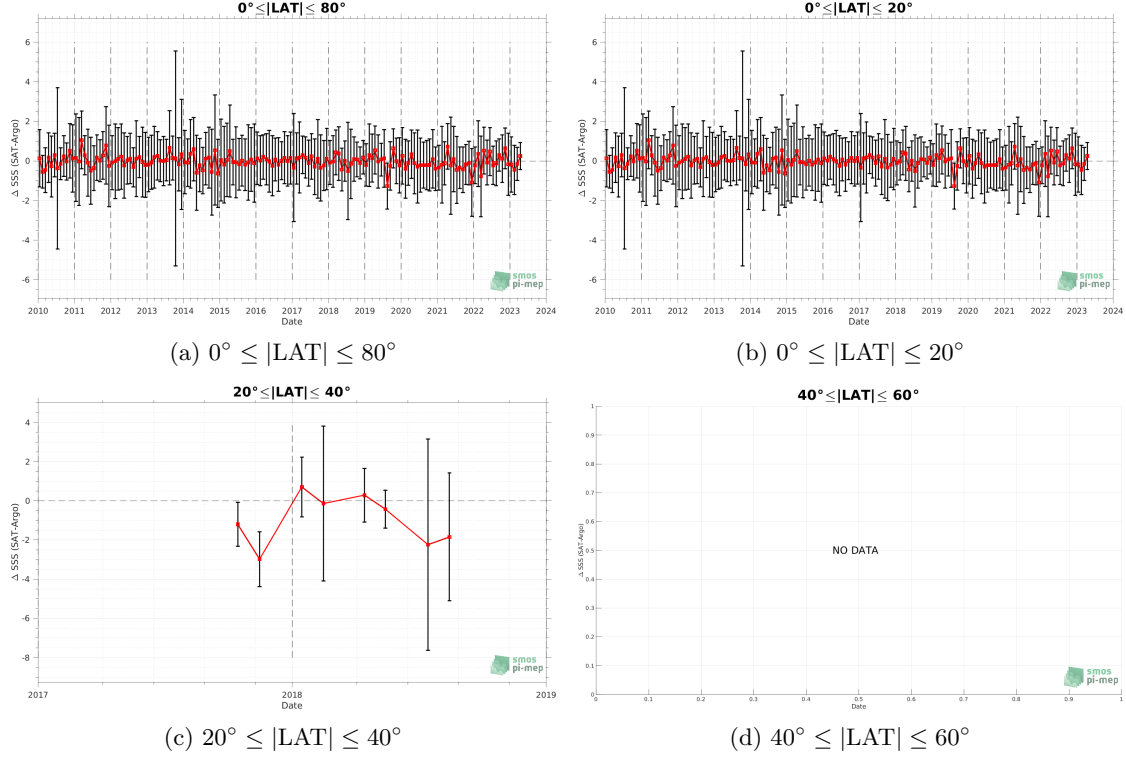 0°≤|LAT|≤ 80°
Δ SSS (SAT-Argo)
6
4
2
0
-2
-4
-6
2010 2011 2012 2013 2014 2015 2016 2017 2018 2019 2020 2021 2022 2023 2024
Date
smos
pi-mep
(a) 0° ≤ |LAT| ≤ 80°
0°≤|LAT|≤ 20°
Δ SSS (SAT-Argo)
6
4
2
0
-2
-4
-6
2010 2011 2012 2013 2014 2015 2016 2017 2018 2019 2020 2021 2022 2023 2024
Date
smos
pi-mep
(b) 0° ≤ |LAT| ≤ 20°
20°≤|LAT|≤ 40°
Δ SSS (SAT-Argo)
4
2
0
-2
-4
-6
-8
2017 2018 2019
Date
smos
pi-mep
(c) 20° ≤ |LAT| ≤ 40°
40°≤|LAT|≤ 60°
Δ SSS (SAT-Argo)
1
0.9
0.8
0.7
0.6
0.5
0.4
0.3
0.2
0.1
0
NO DATA
0 0.1 0.2 0.3 0.4 0.5 0.6 0.7 0.8 0.9 1
Date
smos
pi-mep
(d) 40° ≤ |LAT| ≤ 60°